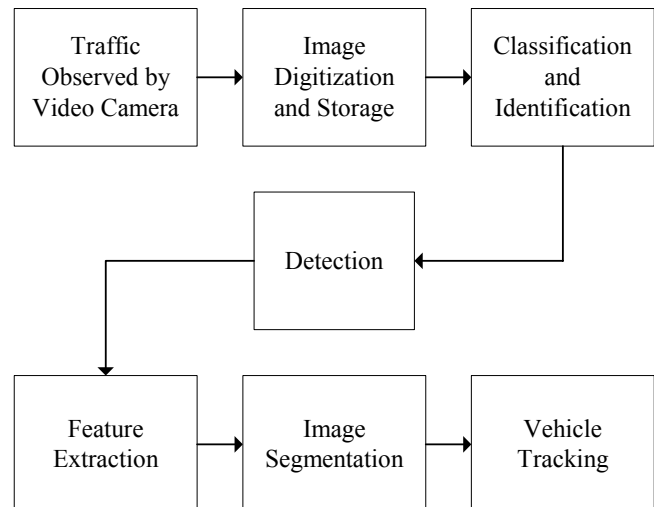 Traffic
Observed by
Video Camera
Image
Digitization
and Storage
Classification
and
Identification
Detection
Feature
Extraction
Image
Segmentation
Vehicle
Tracking